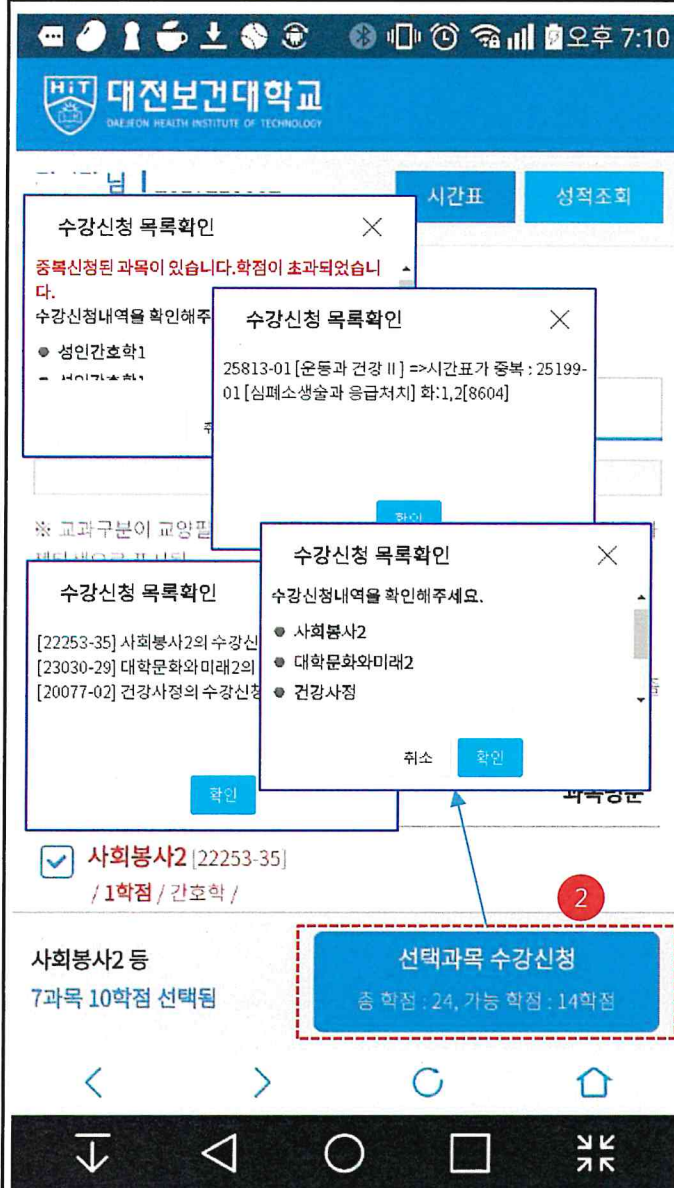 오후 7:10
HiT 대전보건대학교
DAEJEON HEALTH INSTITUTE OF TECHNOLOGY
님
시간표
성적조회
수강신청 목록확인
중복신청된 과목이 있습니다.학점이 초과되었습니
다.
수강신청내역을 확인해주
성인간호학1
성인간호학1
수강신청 목록확인
25813-01 [운동과 건강 II ] =>시간표가 중복 : 25199-
01 [심폐소생술과 응급처치] 화:1,2[8604]
확인
※ 교과구분이 교양필
수강신청 목록확인
[22253-35] 사회봉사2의 수강신
[23030-29] 대학문화와미래2의
[20077-02] 건강사정의 수강신청
확인
수강신청 목록확인
수강신청내역을 확인해주세요.
사회봉사2
대학문화와미래2
건강사정
취소
확인
사회봉사2 [22253-35]
/ 1학점 / 간호학 /
2
사회봉사2 등
7과목 10학점 선택됨
선택과목 수강신청
총 학점 : 24, 가능 학점 : 14학점